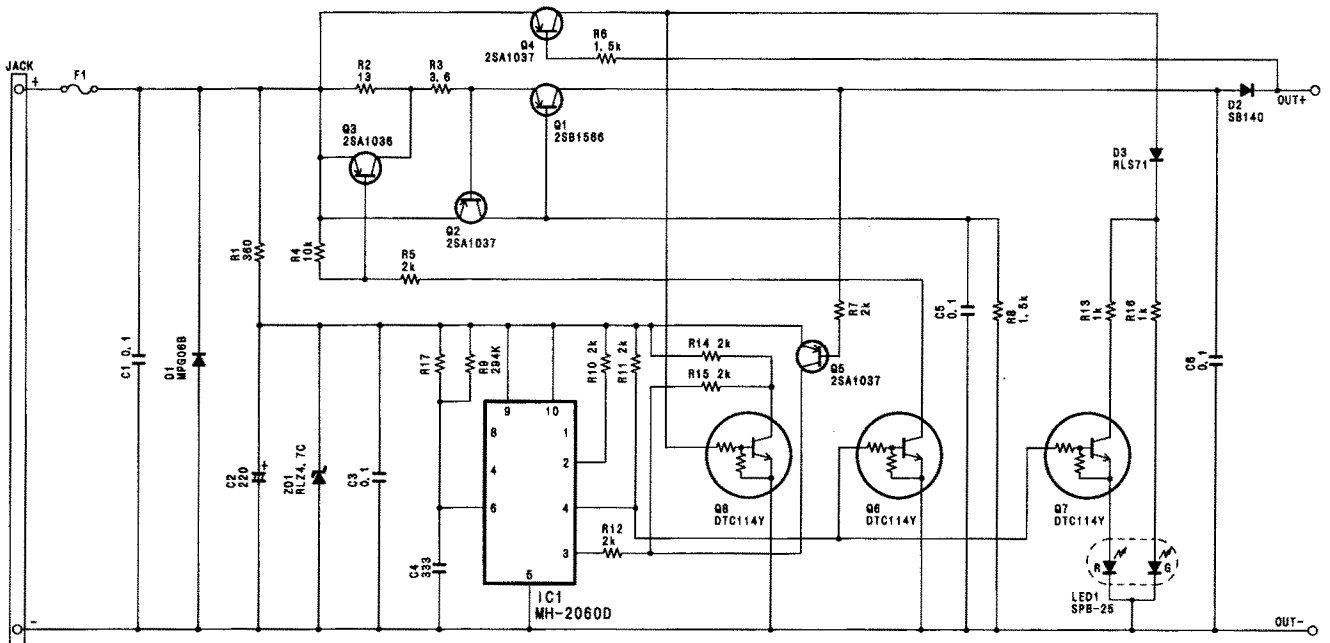 Q4
2SA1037
R6
1.5k
JACK
+
F1
R2
13
R3
3.6
Q1
2SB1566
OUT+
D2
SB140
Q3
2SA1036
D3
RLS71
Q2
2SA1037
R1
360
R4
10k
R5
2k
C5
0.1
R8
1.5k
R7
2k
R13
1k
R16
1k
C1 0.1
D1
MPG06B
R17
R9
294K
R10 2k
R11 2k
R14 2k
R15 2k
Q5
2SA1037
C6
0.1
9
10
8
1
4
2
6
4
3
5
C2
220
+
ZD1
RLZ4.7C
C3
0.1
C4
333
R12
2k
Q8
DTC114Y
Q6
DTC114Y
Q7
DTC114Y
R
G
LED1
SPB-25
IC1
MH-2060D
-
OUT-